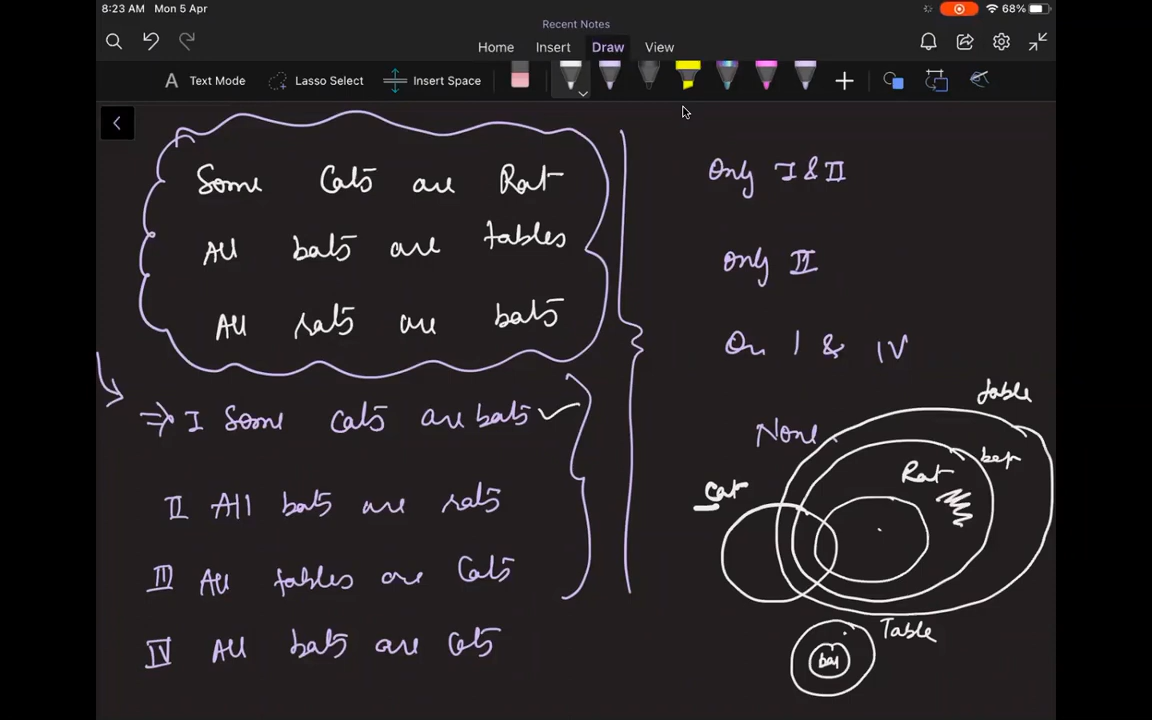 8:23 AM Mon 5 Apr
68%
Recent Notes
Home Insert Draw View
Text Mode Lasso Select Insert Space
Some Cats are Rat
All bats are tables
All rats are bats
I Some Cats are bats
II All bats are rats
III All tables are Cats
IV All bats are Cats
Only I & II
Only II
On I & IV
None
table
Rat
Cat
Table
bat